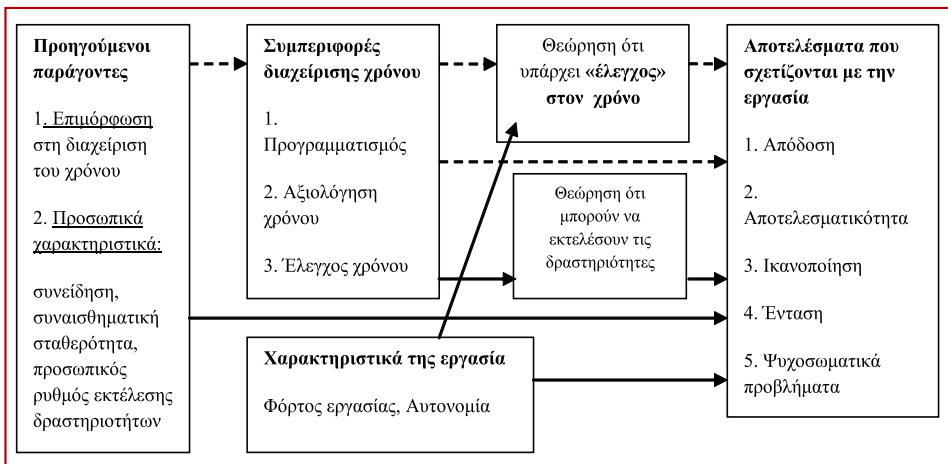 Προηγούμενοι
παράγοντες
1. Επιμόρφωση
στη διαχείριση
του χρόνου
2. Προσωπικά
χαρακτηριστικά:
συνείδηση,
συναισθηματική
σταθερότητα,
προσωπικός
ρυθμός εκτέλεσης
δραστηριοτήτων
Συμπεριφορές
διαχείρισης χρόνου
1.
Προγραμματισμός
2. Αξιολόγηση
χρόνου
3. Έλεγχος χρόνου
Θεώρηση ότι
υπάρχει «έλεγχος»
στον χρόνο
Θεώρηση ότι
μπορούν να
εκτελέσουν τις
δραστηριότητες
Χαρακτηριστικά της εργασία
Φόρτος εργασίας, Αυτονομία
Αποτελέσματα που
σχετίζονται με την
εργασία
1. Απόδοση
2.
Αποτελεσματικότητα
3. Ικανοποίηση
4. Ένταση
5. Ψυχοσωματικά
προβλήματα